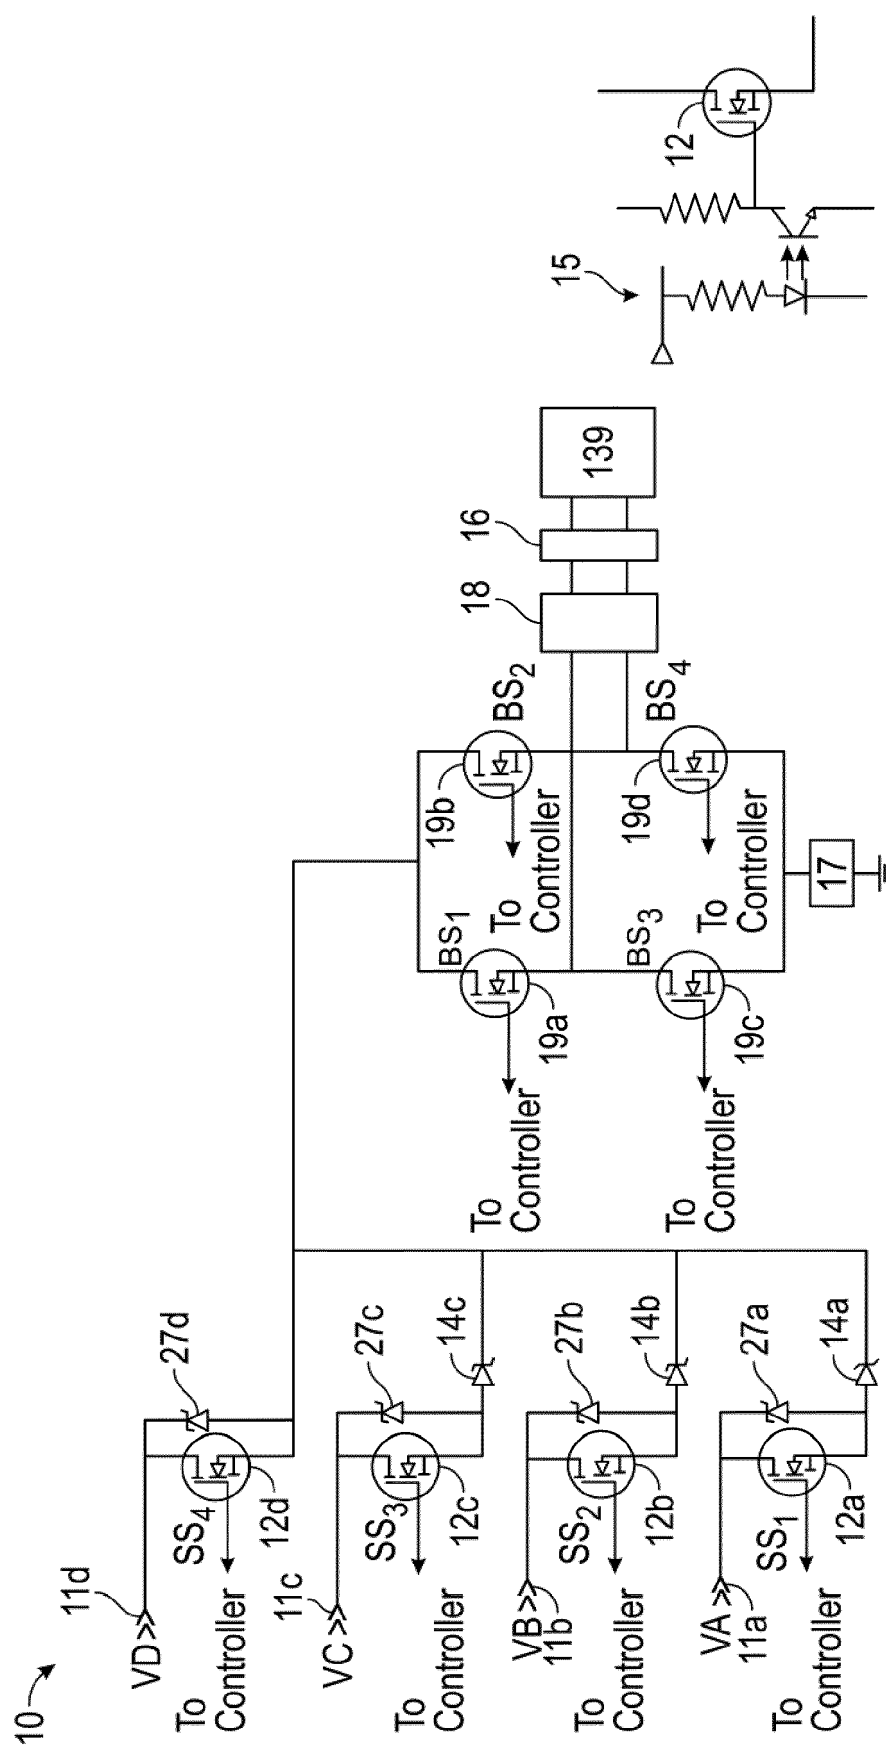 10
VD
11d
SS4
12d
27d
To
Controller
VC
11c
SS3
12c
27c
14c
To
Controller
VB
11b
SS2
12b
27b
14b
To
Controller
VA
11a
SS1
12a
27a
14a
To
Controller
BS1
19a
To
Controller
BS2
19b
To
Controller
BS3
19c
To
Controller
BS4
19d
To
Controller
17
18
16
139
15
12